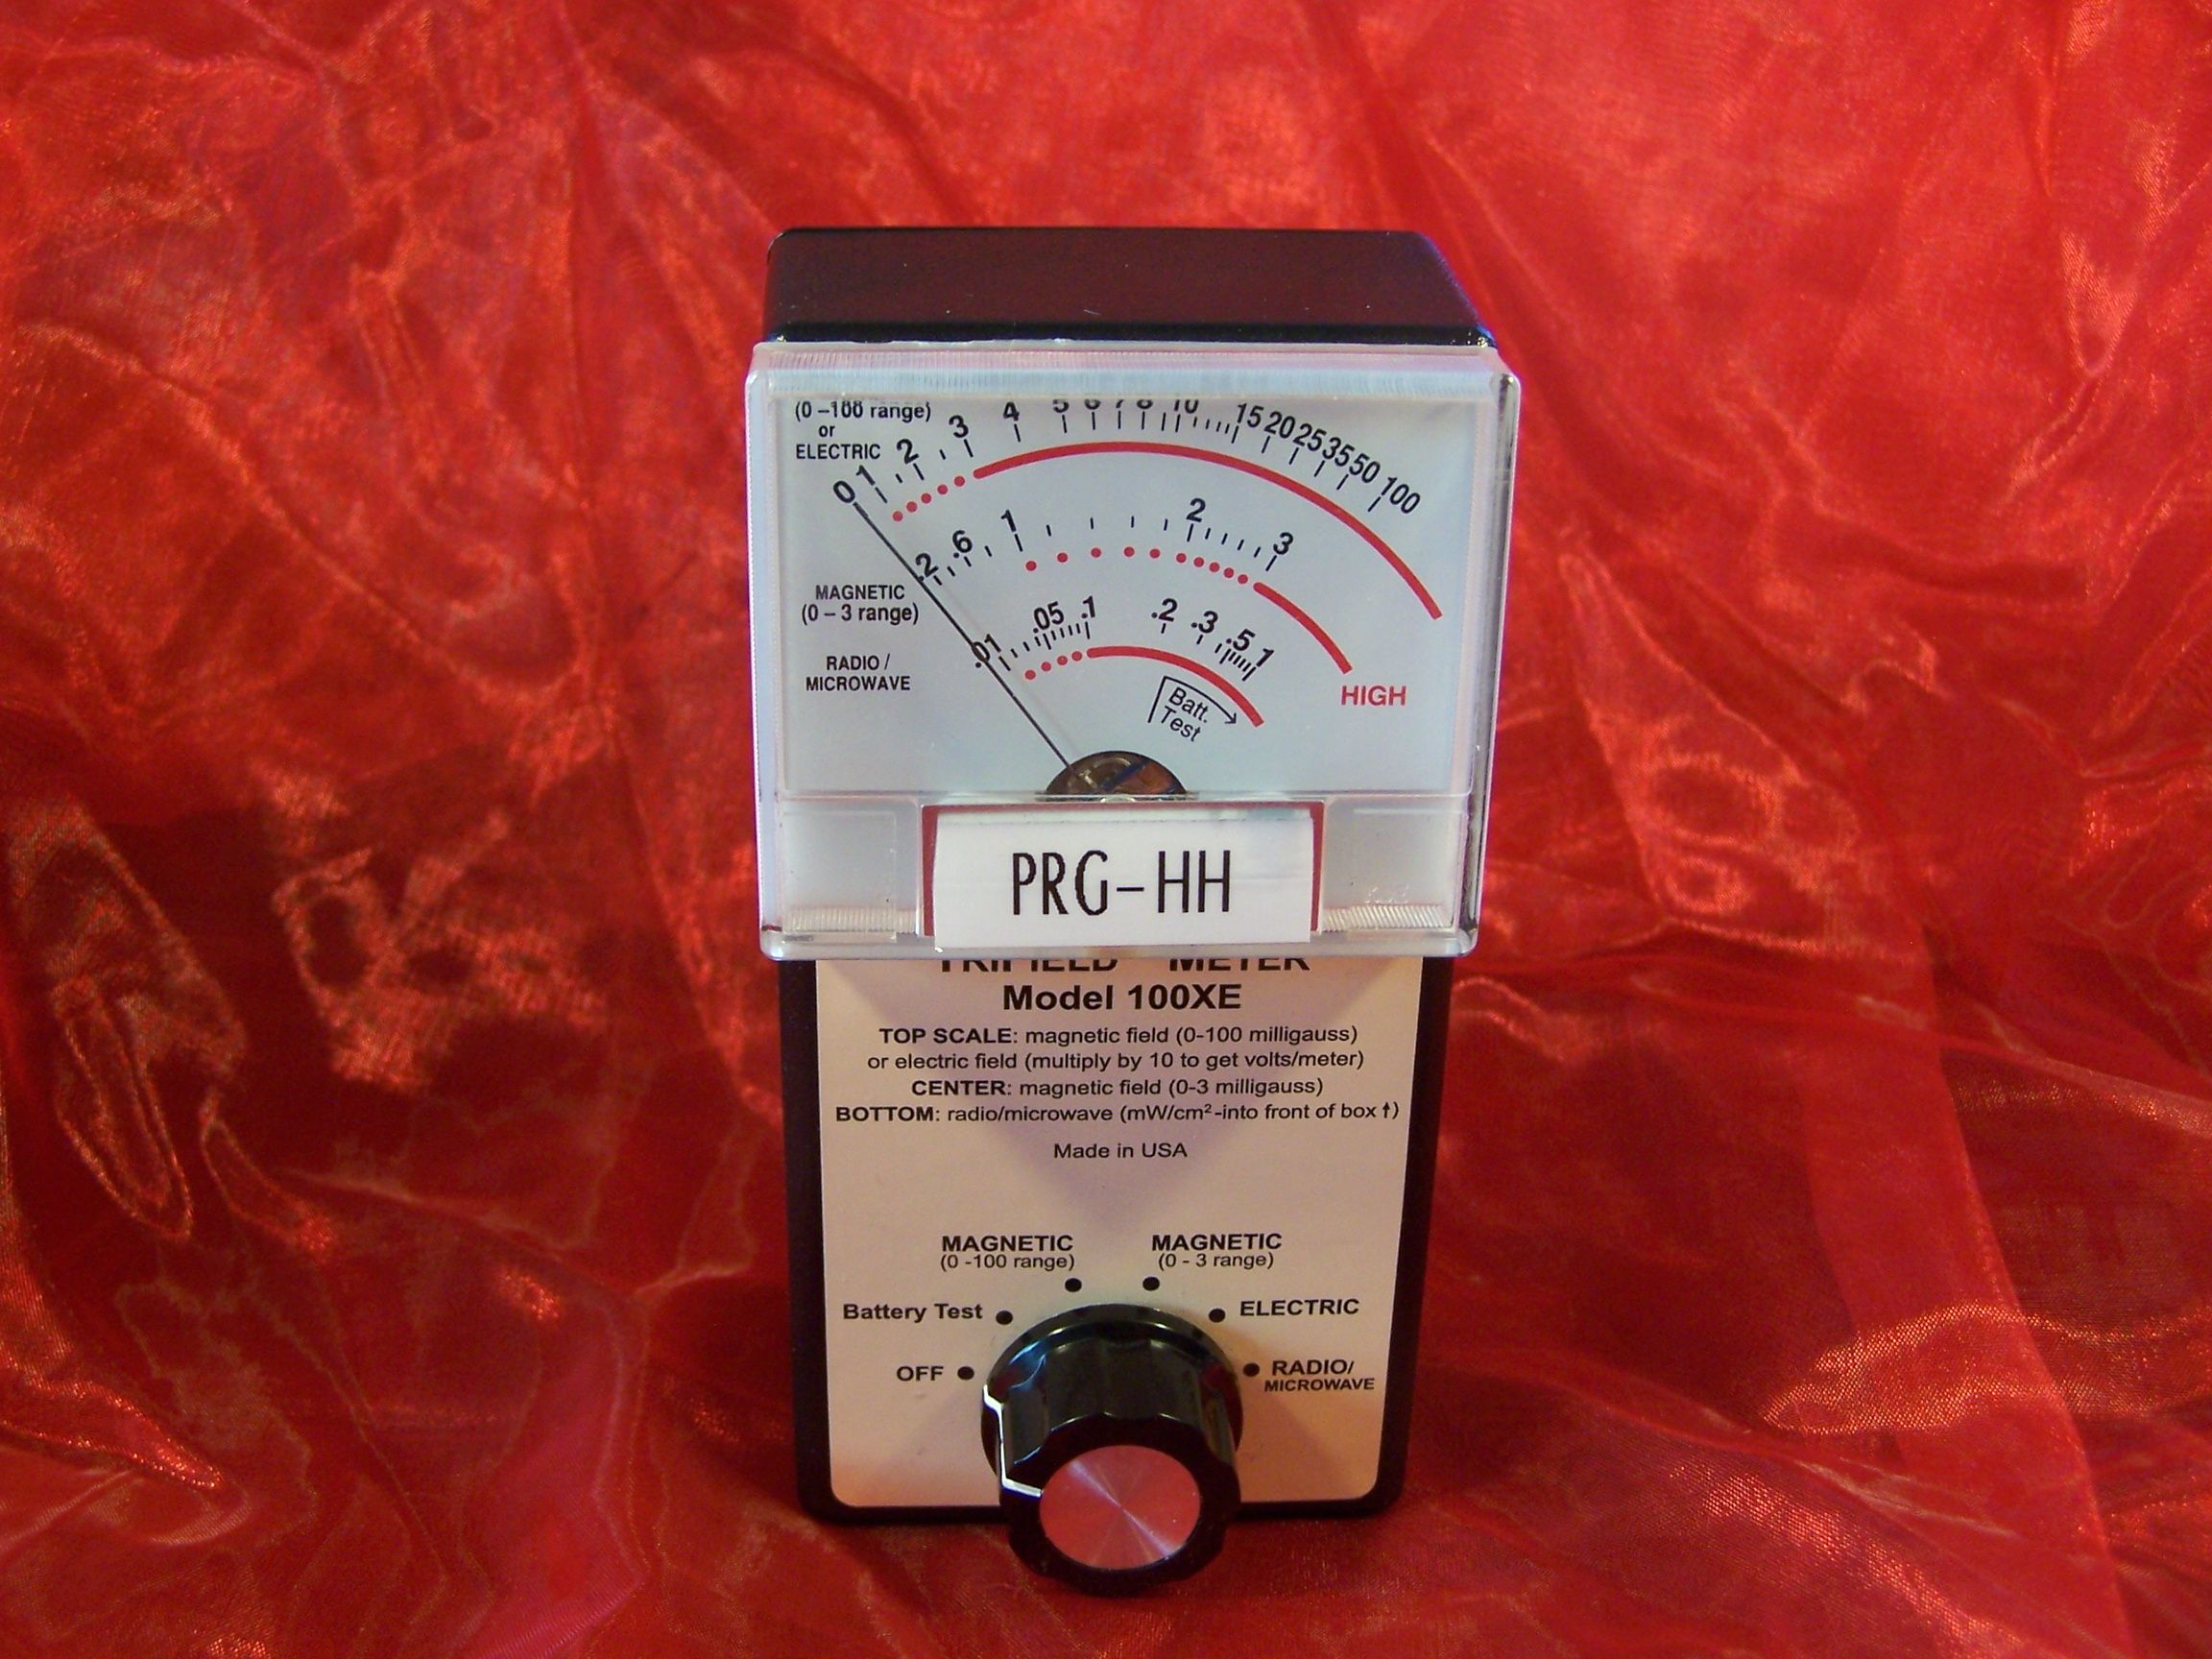 (0 –100 range)
or
ELECTRIC
0 1 2 3 4 5 6 7 8 10 15 20 25 35 50 100
.2 .6 1 2 3
MAGNETIC
(0 – 3 range)
.01 .05 .1 .2 .3 .5 1
RADIO /
MICROWAVE
HIGH
Batt.
Test
PRG-HH
TRIFIELD METER
Model 100XE
TOP SCALE: magnetic field (0-100 milligauss)
or electric field (multiply by 10 to get volts/meter)
CENTER: magnetic field (0-3 milligauss)
BOTTOM: radio/microwave (mW/cm²-into front of box ↑)
Made in USA
MAGNETIC
(0 -100 range)
MAGNETIC
(0 - 3 range)
Battery Test
ELECTRIC
OFF
RADIO/
MICROWAVE